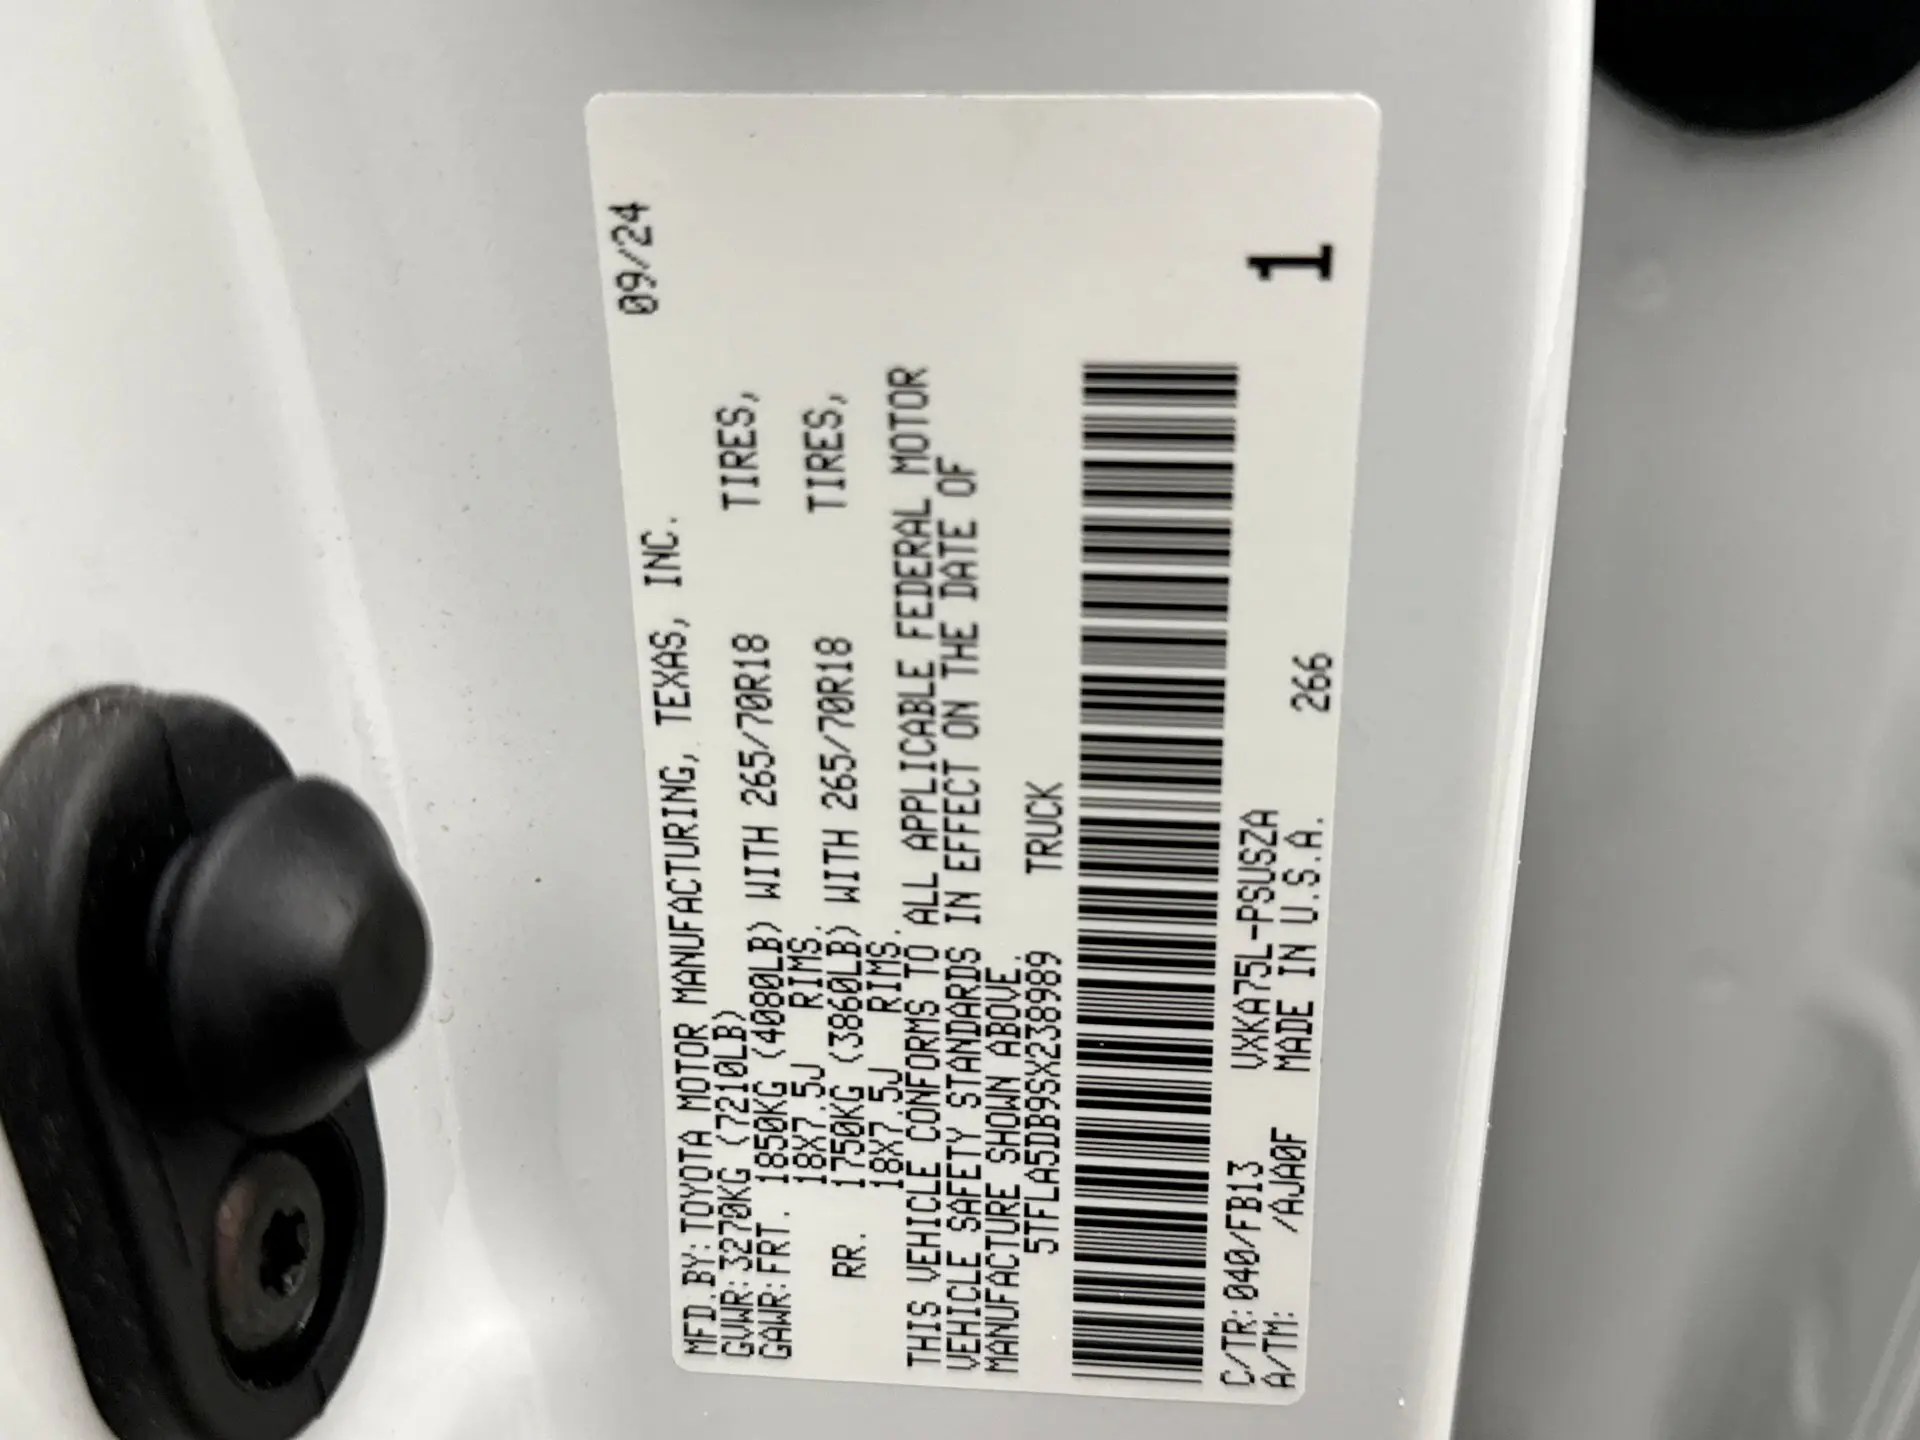 09/24
MFD.BY:TOYOTA MOTOR MANUFACTURING, TEXAS, INC.
GVWR:3270KG (7210LB)
GAWR:FRT. 1850KG (4080LB) WITH 265/70R18 TIRES,
18X7.5J RIMS,
RR. 1750KG (3860LB) WITH 265/70R18 TIRES,
18X7.5J RIMS.
THIS VEHICLE CONFORMS TO ALL APPLICABLE FEDERAL MOTOR
VEHICLE SAFETY STANDARDS IN EFFECT ON THE DATE OF
MANUFACTURE SHOWN ABOVE.
5TFLA5DB9SX238989 TRUCK
C/TR:040/FB13 VXKA75L-PSUSZA
A/TM: /AJA0F MADE IN U.S.A. 266
1